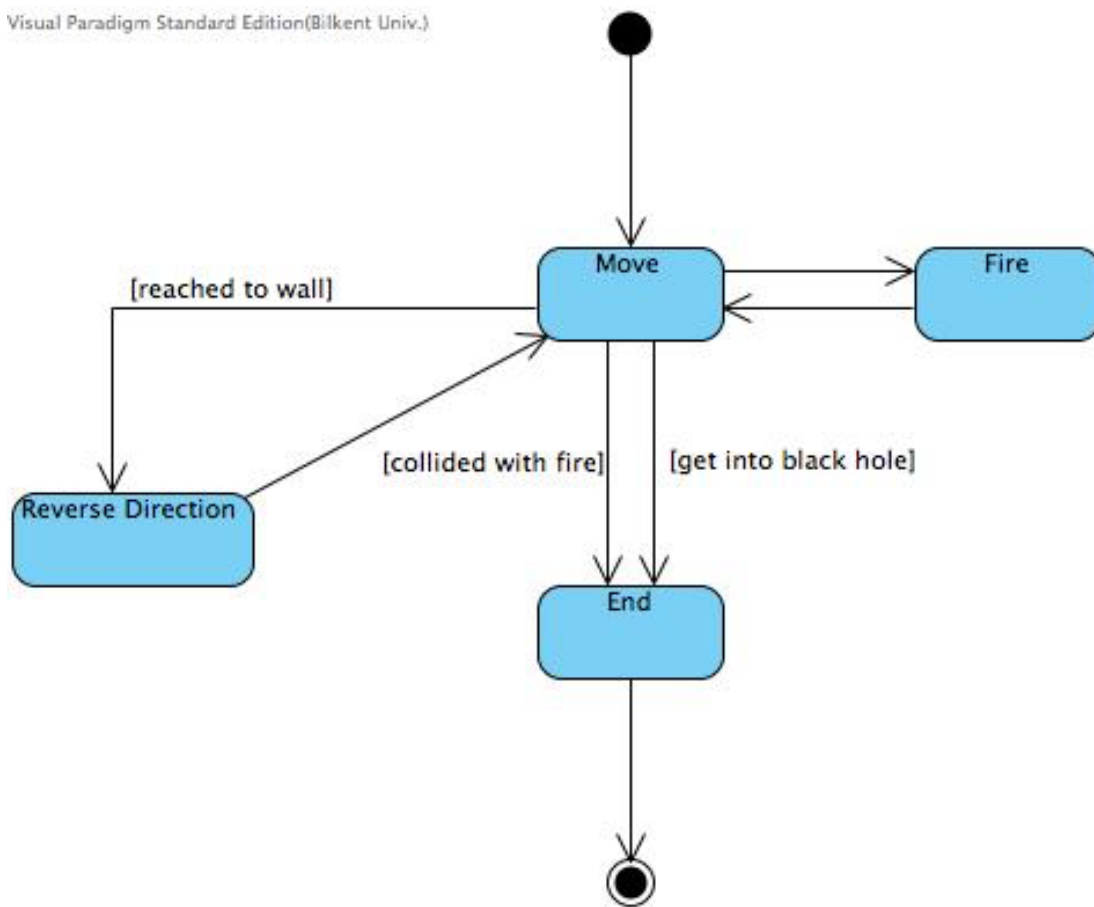 Visual Paradigm Standard Edition(Bilkent Univ.)
Move
Fire
[reached to wall]
[collided with fire]
[get into black hole]
Reverse Direction
End